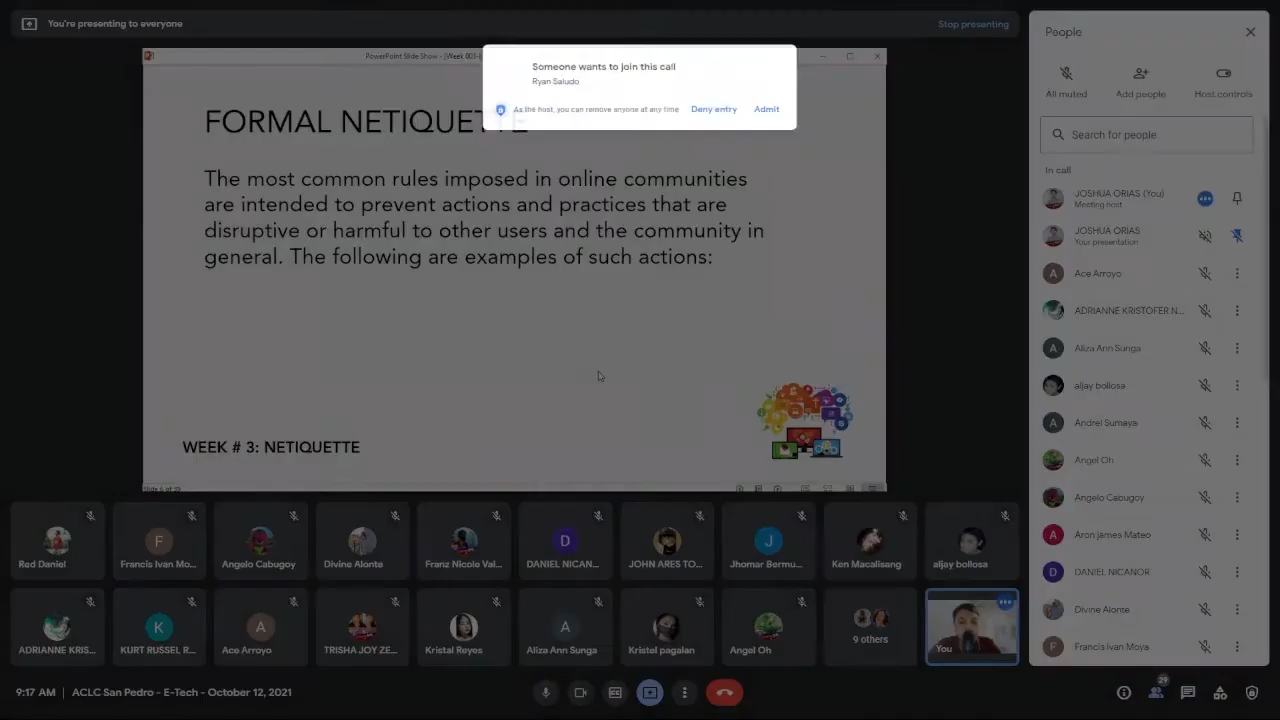 You're presenting to everyone
Stop presenting
PowerPoint Slide Show - [Week 003-
Someone wants to join this call
Ryan Saludo
As the host, you can remove anyone at any time
Deny entry
Admit
FORMAL NETIQUETTE
The most common rules imposed in online communities
are intended to prevent actions and practices that are
disruptive or harmful to other users and the community in
general. The following are examples of such actions:
WEEK # 3: NETIQUETTE
People
All muted
Add people
Host controls
Search for people
In call
JOSHUA ORIAS (You)
Meeting host
JOSHUA ORIAS
Your presentation
A Ace Arroyo
ADRIANNE KRISTOFER N...
A Aliza Ann Sunga
aljay bollosa
A Andrei Sumaya
Angel Oh
Angelo Cabugoy
A Aron james Mateo
D DANIEL NICANOR
Divine Alonte
F Francis Ivan Moya
Red Daniel
F Francis Ivan Mo...
Angelo Cabugoy
Divine Alonte
Franz Nicole Val...
D DANIEL NICAN...
JOHN ARES TO...
J Jhomar Bermu...
Ken Macalisang
aljay bollosa
ADRIANNE KRIS...
K KURT RUSSEL R...
A Ace Arroyo
TRISHA JOY ZE...
Kristal Reyes
A Aliza Ann Sunga
Kristel pagalan
Angel Oh
9 others
You
9:17 AM | ACLC San Pedro - E-Tech - October 12, 2021
29